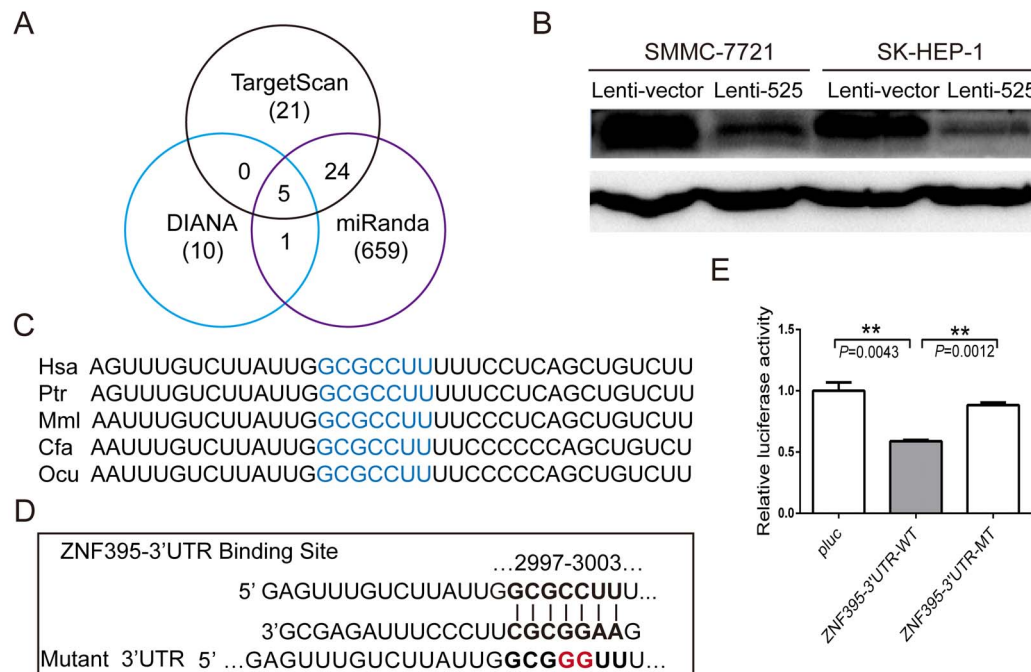 A
TargetScan
(21)
0
24
5
DIANA
(10)
1
miRanda
(659)
B
SMMC-7721 SK-HEP-1
Lenti-vector Lenti-525 Lenti-vector Lenti-525
C
Hsa AGUUUGUCUUAUUGGCGCCUUUUUCCUCAGCUGUCUU
Ptr AGUUUGUCUUAUUGGCGCCUUUUUCCUCAGCUGUCUU
Mml AAUUUGUCUUAUUGGCGCCUUUUCCCUCAGCUGUCUU
Cfa AAUUUGUCUUAUUGGCGCCUUUUCCCCCCAGCUGUCU
Ocu AAUUUGUCUUAUUGGCGCCUUUUCCCCCAGCUGUCUU
D
ZNF395-3'UTR Binding Site
...2997-3003...
5' GAGUUUGUCUUAUUGGCGCCUUU...
3'GCGAGAUUUCCCUUCGCGGAAG
Mutant 3'UTR 5' ...GAGUUUGUCUUAUUGGCGGGUUU...
E
Relative luciferase activity
1.5
1.0
0.5
0.0
**
P=0.0043
**
P=0.0012
pluc
ZNF395-3'UTR-WT
ZNF395-3'UTR-MT